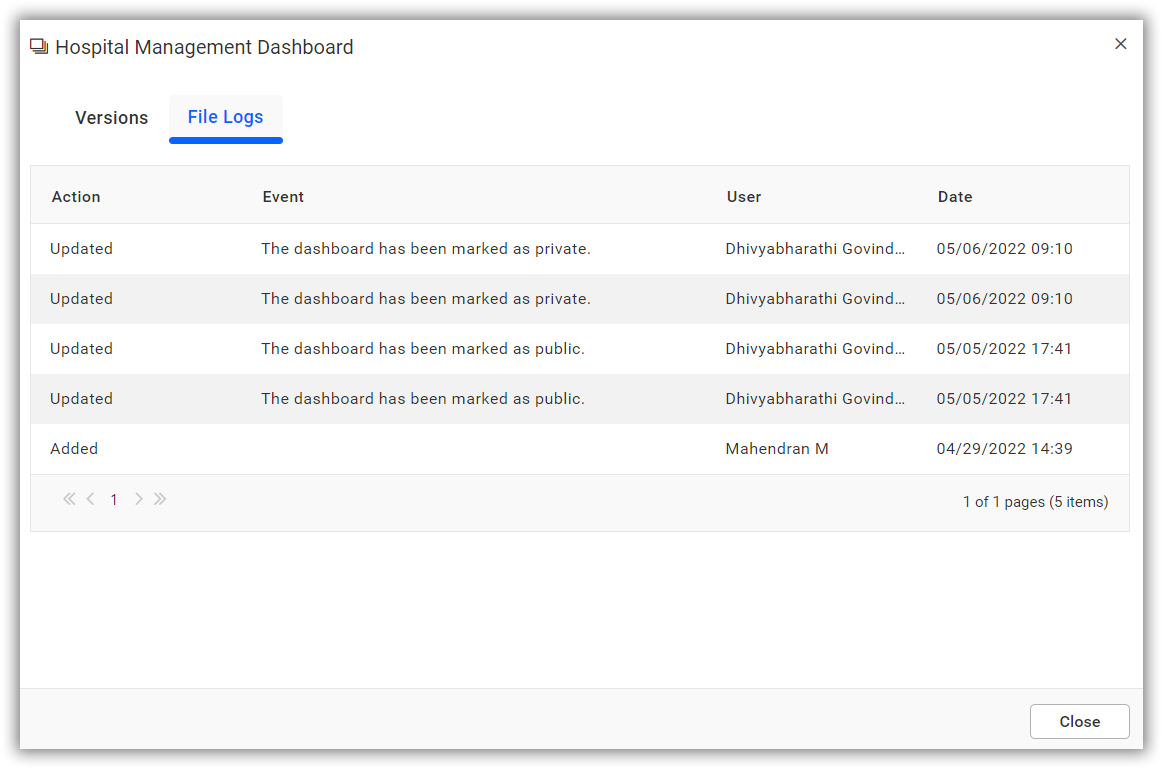 Hospital Management Dashboard
Versions File Logs
Action Event User Date
Updated The dashboard has been marked as private. Dhivyabharathi Govind... 05/06/2022 09:10
Updated The dashboard has been marked as private. Dhivyabharathi Govind... 05/06/2022 09:10
Updated The dashboard has been marked as public. Dhivyabharathi Govind... 05/05/2022 17:41
Updated The dashboard has been marked as public. Dhivyabharathi Govind... 05/05/2022 17:41
Added Mahendran M 04/29/2022 14:39
1 1 of 1 pages (5 items)
Close